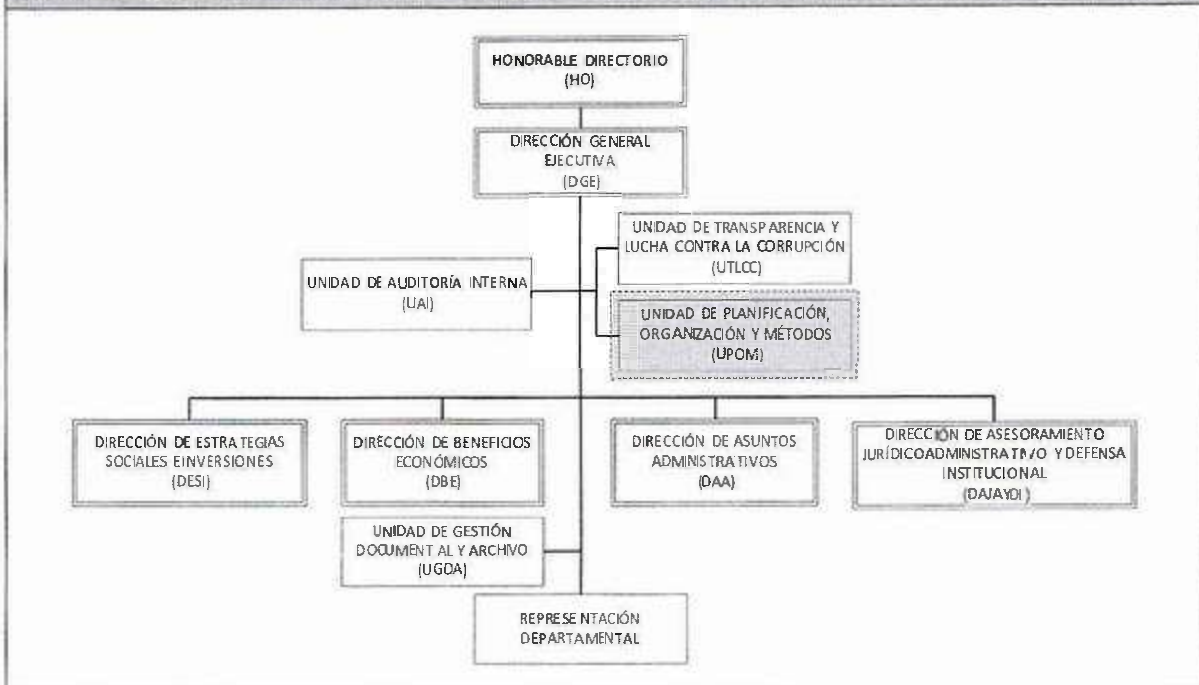 HONORABLE DIRECTORIO
(HD)
DIRECCIÓN GENERAL
EJECUTIVA
(DGE)
UNIDAD DE TRANSPARENCIA Y
LUCHA CONTRA LA CORRUPCIÓN
(UTLCC)
UNIDAD DE AUDITORÍA INTERNA
(UAI)
UNIDAD DE PLANIFICACIÓN,
ORGANIZACIÓN Y MÉTODOS
(UPOM)
DIRECCIÓN DE ESTRATEGIAS
SOCIALES EINVERSIONES
(DESI)
DIRECCIÓN DE BENEFICIOS
ECONÓMICOS
(DBE)
DIRECCIÓN DE ASUNTOS
ADMINISTRATIVOS
(DAA)
DIRECCIÓN DE ASESORAMIENTO
JURÍDICOADMINISTRATIVO Y DEFENSA
INSTITUCIONAL
(DAJAYDI)
UNIDAD DE GESTIÓN
DOCUMENTAL Y ARCHIVO
(UGDA)
REPRESENTACIÓN
DEPARTAMENTAL